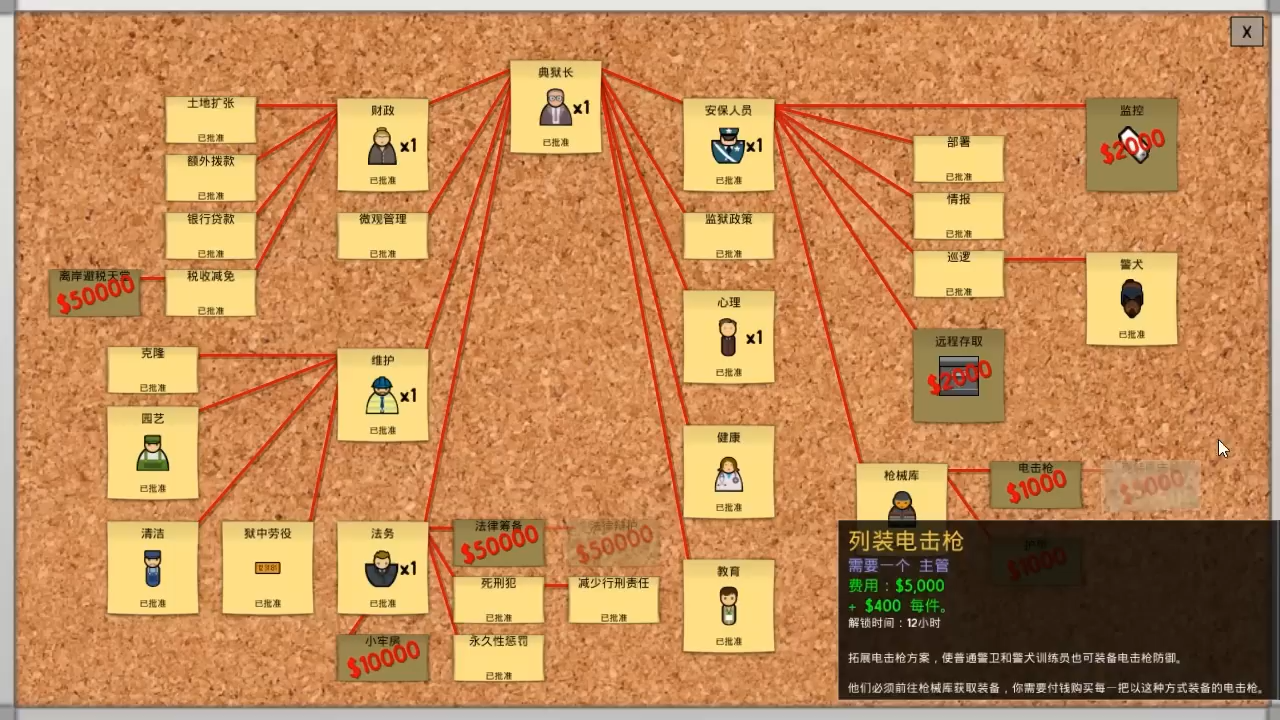 X
典狱长
x1
已批准
土地扩张
已批准
财政
x1
已批准
安保人员
x1
已批准
监控
$2000
部署
已批准
额外拨款
已批准
情报
已批准
银行贷款
已批准
微观管理
已批准
监狱政策
已批准
巡逻
已批准
警犬
已批准
离岸避税天堂
$50000
税收减免
已批准
心理
x1
已批准
远程存取
$2000
克隆
已批准
维护
x1
已批准
园艺
已批准
健康
已批准
枪械库
电击枪
$1000
$5000
清洁
已批准
狱中劳役
已批准
法务
x1
已批准
法律筹备
$50000
法律辩护
$50000
死刑犯
已批准
减少行刑责任
已批准
教育
已批准
护甲
$1000
小牢房
$10000
永久性惩罚
已批准
列装电击枪
需要一个 主管
费用：$5,000
+ $400 每件。
解锁时间：12小时
拓展电击枪方案，使普通警卫和警犬训练员也可装备电击枪防御。
他们必须前往枪械库获取装备，你需要付钱购买每一把以这种方式装备的电击枪。